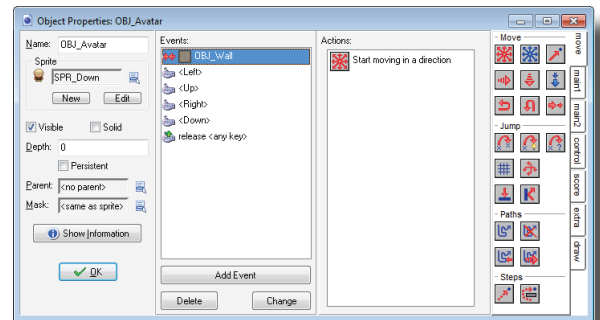 Object Properties: OBJ_Avatar
Name: OBJ_Avatar
Sprite
SPR_Down
New Edit
Visible Solid
Depth: 0
Persistent
Parent: <no parent>
Mask: <same as sprite>
Show Information
OK
Events:
OBJ_Wall
<Left>
<Up>
<Right>
<Down>
release <any key>
Add Event
Delete Change
Actions:
Start moving in a direction
Move
Jump
Paths
Steps
move
main1
main2
control
score
extra
draw